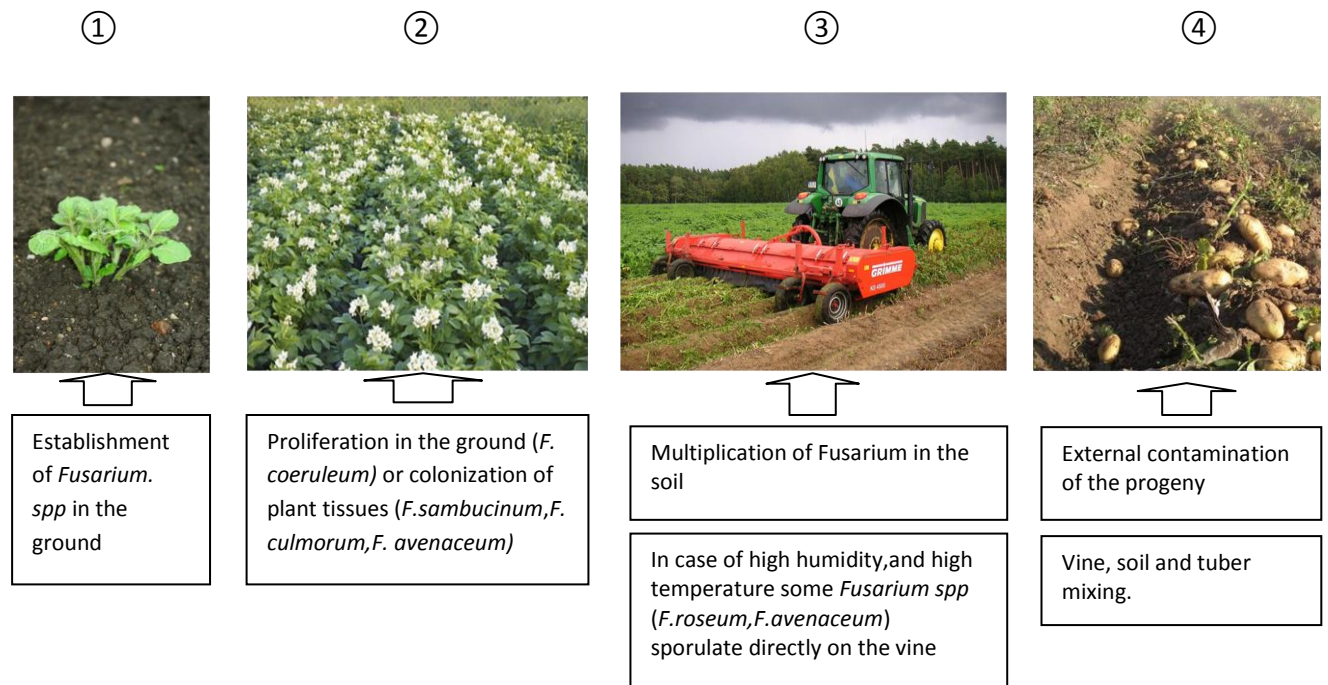 ① ② ③ ④
GRIMME
Establishment
of Fusarium.
spp in the
ground
Proliferation in the ground (F.
coeruleum) or colonization of
plant tissues (F.sambucinum,F.
culmorum,F. avenaceum)
Multiplication of Fusarium in the
soil
In case of high humidity,and high
temperature some Fusarium spp
(F.roseum,F.avenaceum)
sporulate directly on the vine
External contamination
of the progeny
Vine, soil and tuber
mixing.